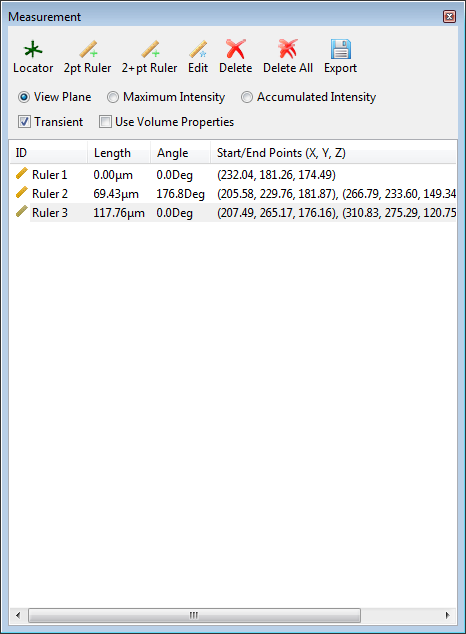 Measurement
Locator 2pt Ruler 2+pt Ruler Edit Delete Delete All Export
View Plane Maximum Intensity Accumulated Intensity
Transient Use Volume Properties
ID Length Angle Start/End Points (X, Y, Z)
Ruler 1 0.00µm 0.0Deg (232.04, 181.26, 174.49)
Ruler 2 69.43µm 176.8Deg (205.58, 229.76, 181.87), (266.79, 233.60, 149.34
Ruler 3 117.76µm 0.0Deg (207.49, 265.17, 176.16), (310.83, 275.29, 120.75